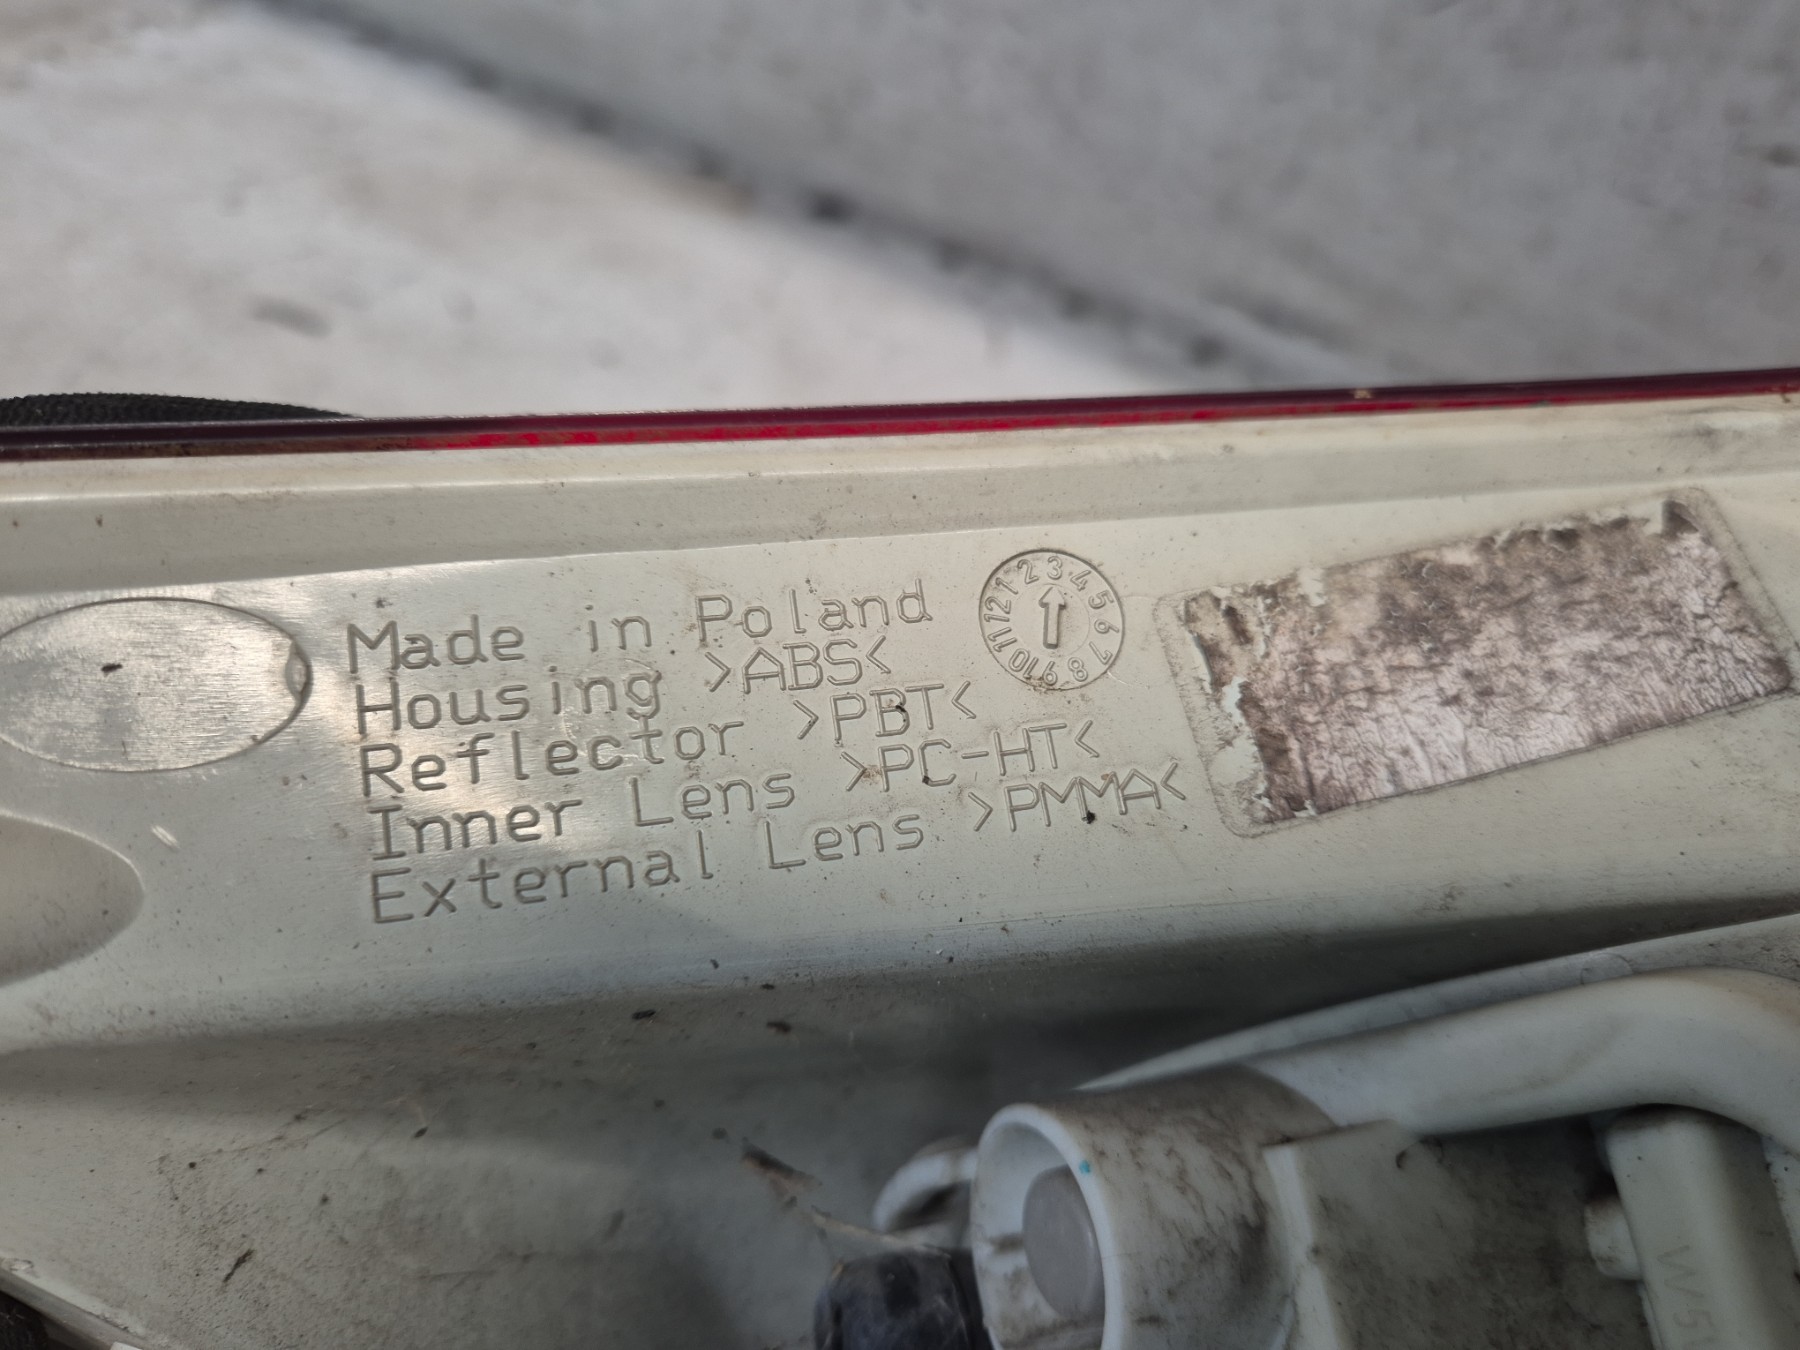 Made in Poland
Housing >ABS<
Reflector >PBT<
Inner Lens >PC-HT<
External Lens >PMMA<
1 2 3 4 5 6 7 8 9 10 11 12